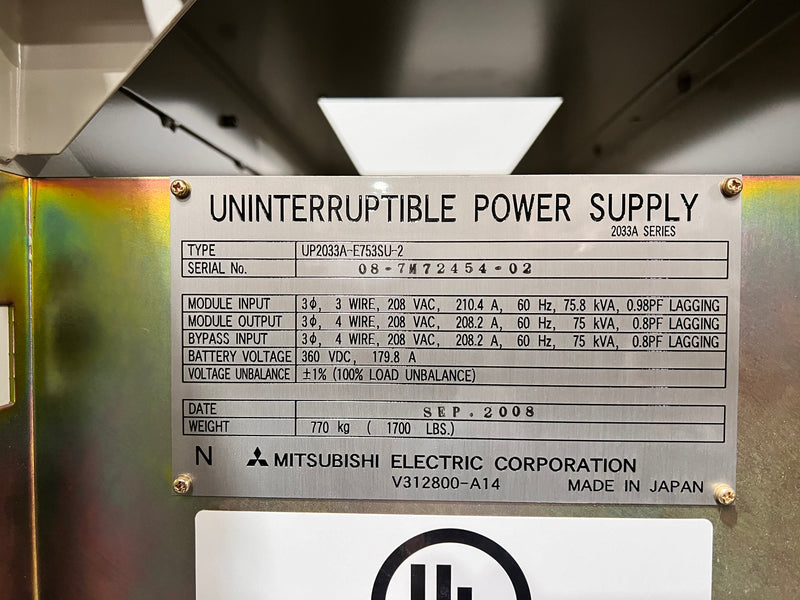 UNINTERRUPTIBLE POWER SUPPLY
2033A SERIES
TYPE UP2033A-E753SU-2
SERIAL No. 08-7M72454-02
MODULE INPUT 3ϕ, 3 WIRE, 208 VAC, 210.4 A, 60 Hz, 75.8 kVA, 0.98PF LAGGING
MODULE OUTPUT 3ϕ, 4 WIRE, 208 VAC, 208.2 A, 60 Hz, 75 kVA, 0.8PF LAGGING
BYPASS INPUT 3ϕ, 4 WIRE, 208 VAC, 208.2 A, 60 Hz, 75 kVA, 0.8PF LAGGING
BATTERY VOLTAGE 360 VDC, 179.8 A
VOLTAGE UNBALANCE ±1% (100% LOAD UNBALANCE)
DATE SEP.2008
WEIGHT 770 kg ( 1700 LBS.)
N MITSUBISHI ELECTRIC CORPORATION
V312800-A14 MADE IN JAPAN